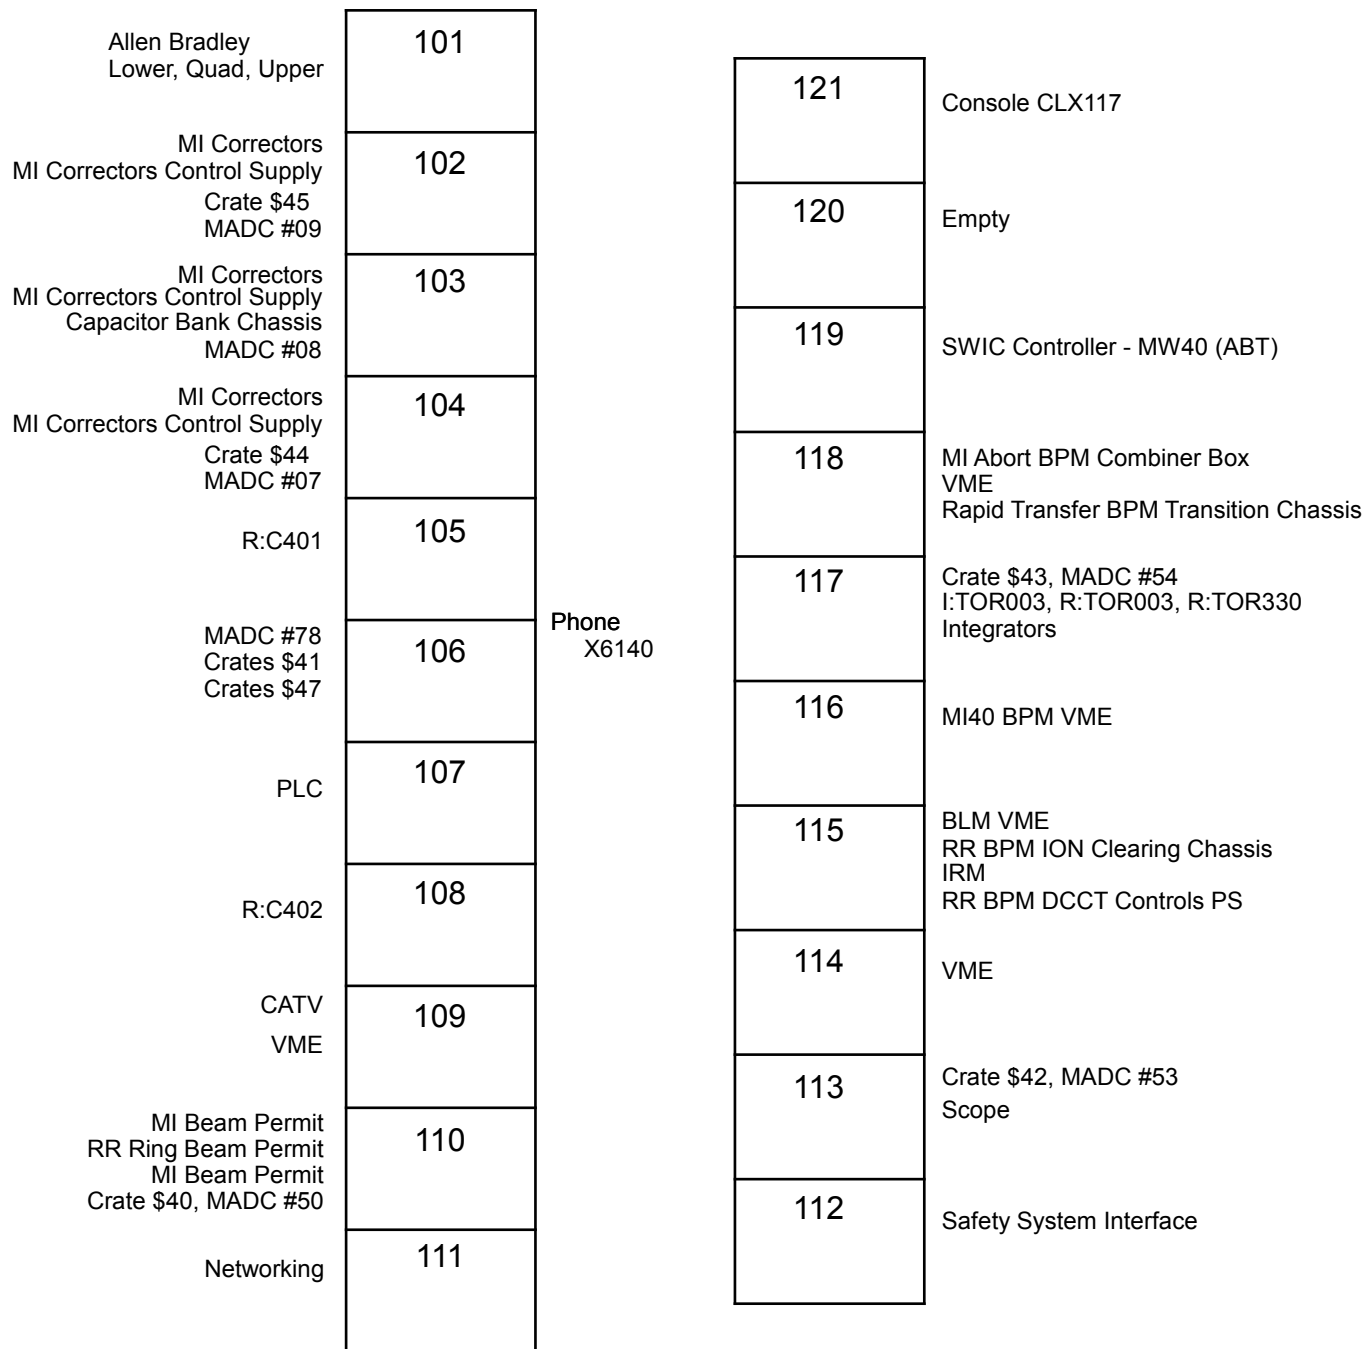 101
Allen Bradley
Lower, Quad, Upper
102
MI Correctors
MI Correctors Control Supply
Crate $45
MADC #09
103
MI Correctors
MI Correctors Control Supply
Capacitor Bank Chassis
MADC #08
104
MI Correctors
MI Correctors Control Supply
Crate $44
MADC #07
105
R:C401
106
MADC #78
Crates $41
Crates $47
Phone
X6140
107
PLC
108
R:C402
109
CATV
VME
110
MI Beam Permit
RR Ring Beam Permit
MI Beam Permit
Crate $40, MADC #50
111
Networking
121
Console CLX117
120
Empty
119
SWIC Controller - MW40 (ABT)
118
MI Abort BPM Combiner Box
VME
Rapid Transfer BPM Transition Chassis
117
Crate $43, MADC #54
I:TOR003, R:TOR003, R:TOR330
Integrators
116
MI40 BPM VME
115
BLM VME
RR BPM ION Clearing Chassis
IRM
RR BPM DCCT Controls PS
114
VME
113
Crate $42, MADC #53
Scope
112
Safety System Interface